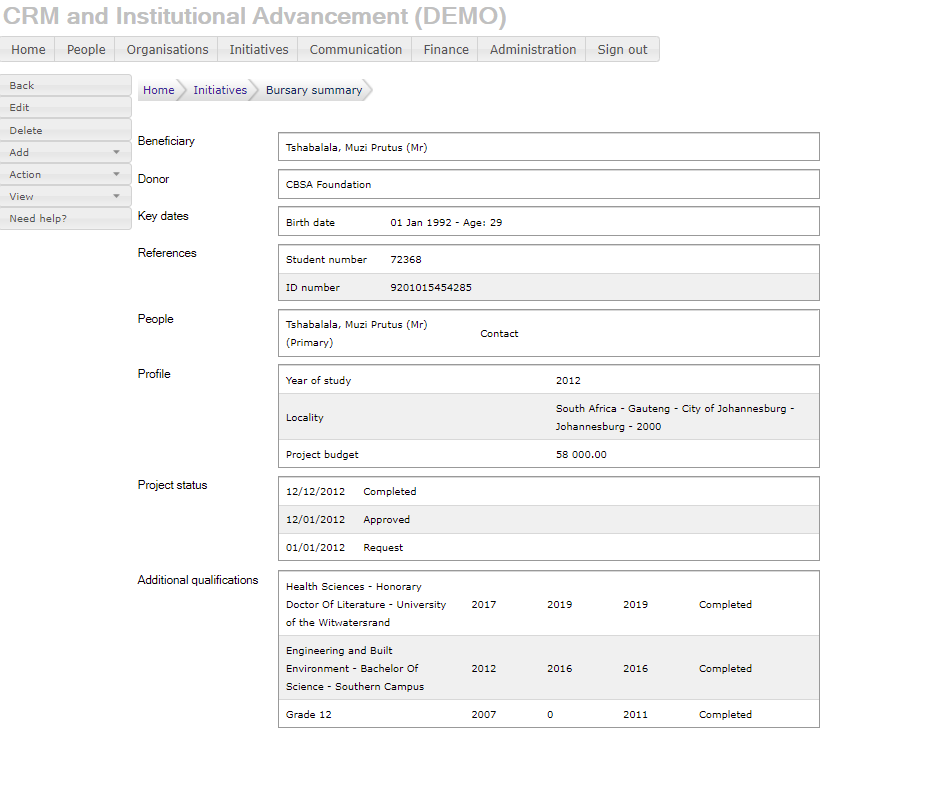 CRM and Institutional Advancement (DEMO)
Home People Organisations Initiatives Communication Finance Administration Sign out
Back
Edit
Delete
Add
Action
View
Need help?
Home Initiatives Bursary summary
Beneficiary
Tshabalala, Muzi Prutus (Mr)
Donor
CBSA Foundation
Key dates
Birth date 01 Jan 1992 - Age: 29
References
Student number 72368
ID number 9201015454285
People
Tshabalala, Muzi Prutus (Mr)
(Primary)
Contact
Profile
Year of study 2012
Locality
South Africa - Gauteng - City of Johannesburg -
Johannesburg - 2000
Project budget 58 000.00
Project status
12/12/2012 Completed
12/01/2012 Approved
01/01/2012 Request
Additional qualifications
Health Sciences - Honorary
Doctor Of Literature - University
of the Witwatersrand
2017 2019 2019 Completed
Engineering and Built
Environment - Bachelor Of
Science - Southern Campus
2012 2016 2016 Completed
Grade 12 2007 0 2011 Completed